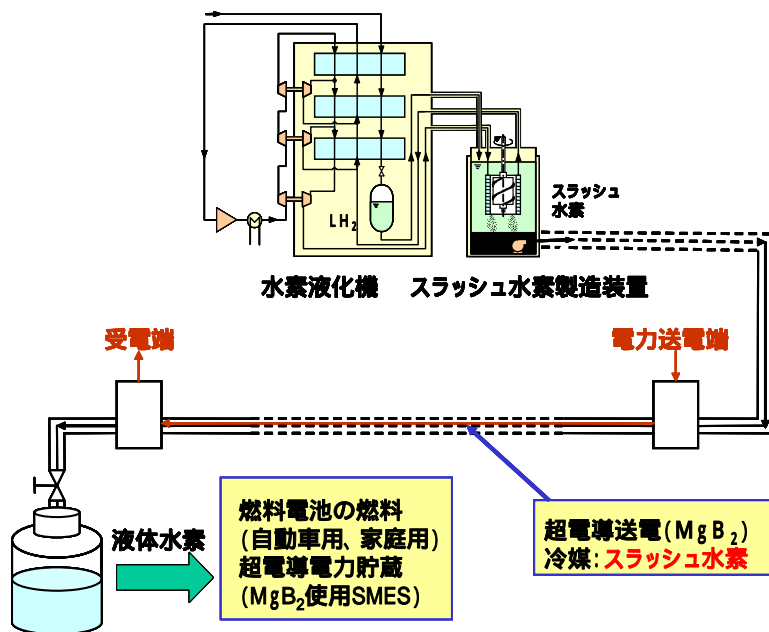 LH₂
スラッシュ
水素
水素液化機
スラッシュ水素製造装置
受電端
電力送電端
液体水素
燃料電池の燃料
(自動車用、家庭用)
超電導電力貯蔵
(MgB₂使用SMES)
超電導送電(MgB₂)
冷媒:スラッシュ水素